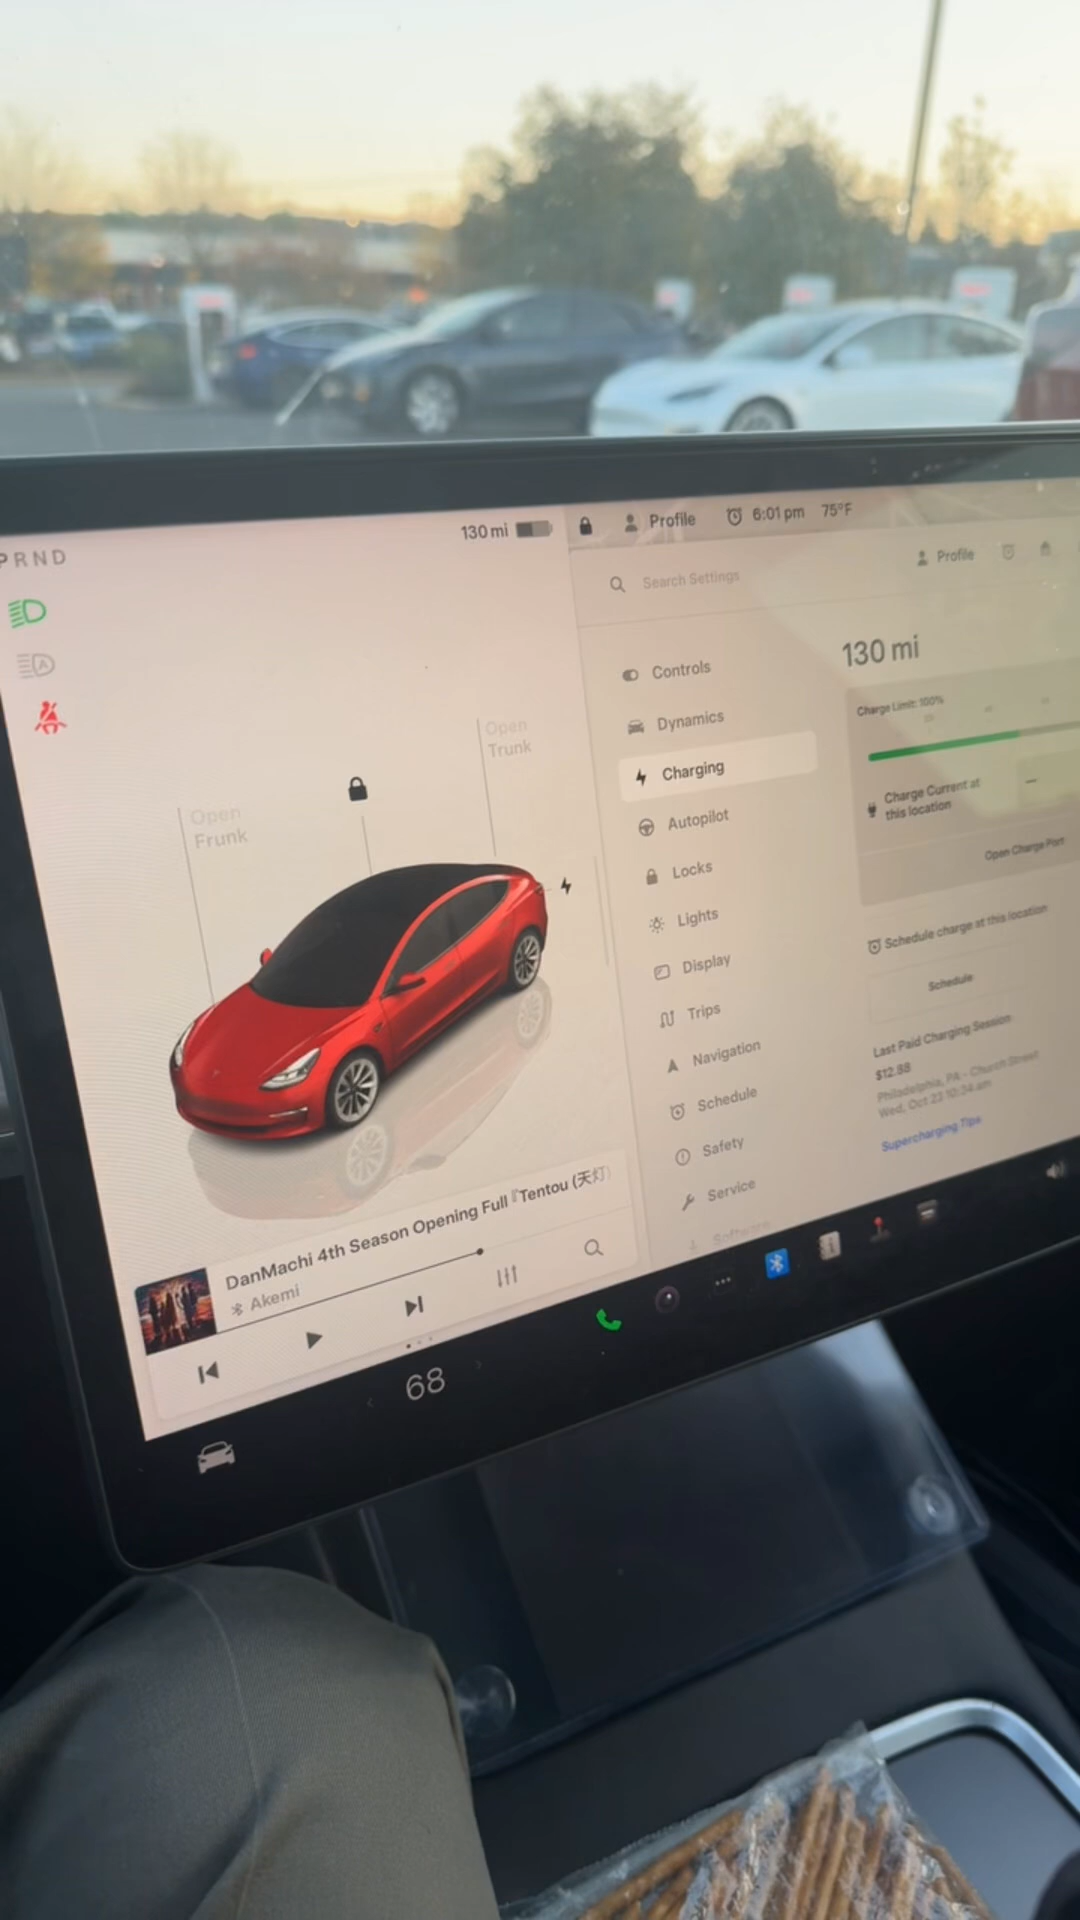 PRND
130 mi
Profile
6:01 pm
75°F
Search Settings
Profile
Open
Trunk
Open
Frunk
Controls
Dynamics
Charging
Autopilot
Locks
Lights
Display
Trips
Navigation
Schedule
Safety
Service
Software
130 mi
Charge Limit: 100%
Charge Current at
this location
Open Charge Port
Schedule charge at this location
Schedule
Last Paid Charging Session
$12.88
Philadelphia, PA - Church Street
Wed, Oct 23 10:34 am
Supercharging Tips
DanMachi 4th Season Opening Full『Tentou (天灯)
Akemi
68